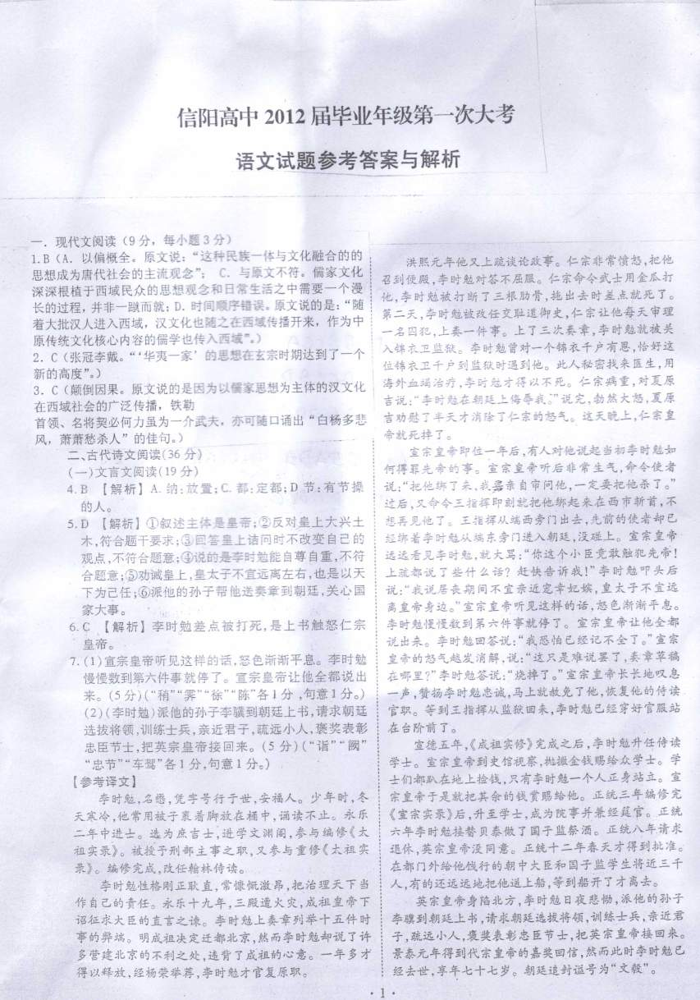 信阳高中 2012 届毕业年级第一次大考
语文试题参考答案与解析
一．现代文阅读（9分，每小题3分）
1.B（A．以偏概全。原文说：“这种民族一体与文化融合的的
思想成为唐代社会的主流观念”； C．与原文不符。儒家文化
深深根植于西域民众的思想观念和日常生活之中需要一个漫
长的过程，并非一蹴而就；D. 时间顺序错误。原文说的是：“随
着大批汉人进入西域，汉文化也随之在西域传播开来，作为中
原传统文化核心内容的儒学也传入西域”。）
2．C（张冠李戴。“‘华夷一家’的思想在玄宗时期达到了一个
新的高度”。）
3．C（颠倒因果。原文说的是因为以儒家思想为主体的汉文化
在西域社会的广泛传播，铁勒
首领、名将契必何力虽为一介武夫，亦可随口诵出“白杨多悲
风，萧萧愁杀人”的佳句。）
二、古代诗文阅读(36分)
(一)文言文阅读(19分)
4. B 【解析】 A. 纳:放置;C. 都:定都;D 节:有节操
的人。
5. D 【解析】①叙述主体是皇帝;②反对皇上大兴土
木,符合题干要求;③回答皇上诘问时不改变自己的
观点,不符合题意;④说的是李时勉能自尊自重,不符
合题意;⑤劝诫皇上,皇太子不宜远离左右,也是以天
下为己任;⑥派他的孙子帮他送奏章到朝廷,关心国
家大事。
6. C 【解析】李时勉差点被打死,是上书触怒仁宗
皇帝。
7. (1)宣宗皇帝听见这样的话,怒色渐渐平息。李时勉
慢慢数到第六件事就停了。宣宗皇帝让他全都说出
来。(5分)(“稍”“霁”“徐”“陈”各1分,句意1分。)
(2)(李时勉)派他的孙子李骥到朝廷上书,请求朝廷
选拔将领,训练士兵,亲近君子,疏远小人,褒奖表彰
忠臣节士,把英宗皇帝接回来。(5分)(“诣”“阙”
“忠节”“车驾”各1分,句意1分。)
【参考译文】
李时勉,名懋,凭字号行于世,安福人。少年时,冬
天寒冷,他常用被子裹着脚放在桶中,诵读不止。永乐
二年中进士。选为庶吉士,进学文渊阁,参与编修《太
祖实录》。被授予刑部主事之职,又参与重修《太祖实
录》。编修完成,改任翰林侍读。
李时勉性格刚正耿直,常慷慨激昂,把治理天下当
作自己的责任。永乐十九年,三殿遭火灾,成祖皇帝下
诏征求大臣的直言之谏。李时勉上奏章列举十五件时
事的弊端。明成祖决定迁都北京,然而李时勉却说了许
多营建北京的不利之处,违背了成祖的心意。一年多才
得以释放,经杨荣举荐,李时勉才官复原职。
洪熙元年他又上疏谈论政事。仁宗非常愤怒,把他
召到便殿,李时勉对答不屈服。仁宗命令武士用金瓜打
他,李时勉被打断了三根肋骨,拖出去时差点就死了。
第二天,李时勉被改任交趾道御史,仁宗让他每天审理
一名囚犯,上奏一件事。上了三次奏章,李时勉就被关
入锦衣卫监狱。李时勉曾对一个锦衣千户有恩,恰好这
位锦衣卫千户到监狱时遇到他。此人秘密找来医生,用
海外血竭治疗,李时勉才得以不死。仁宗病重,对夏原
吉说:“李时勉在朝廷上侮辱我。”说完,勃然大怒,夏原
吉劝慰了半天才消除了仁宗的怒气。这天晚上,仁宗皇
帝就死掉了。
宣宗皇帝即位一年后,有人对他说起当初李时勉如
何得罪先帝的事。宣宗皇帝听后非常生气,命令使者
说:“把他绑了来,我要亲自审问他,一定要把他杀了。”
过后,又命令王指挥即刻就把他绑起来在西市斩首,不
想再见他了。王指挥从端西旁门出去,先前的使者却已
经绑着李时勉从端东旁门进入朝廷,没碰上。宣宗皇帝
远远看见李时勉,就大骂:“你这个小臣竟敢触犯先帝!
上疏都说了些什么话? 赶快告诉我!”李时勉叩头后
说:“我说居丧期间不宜亲近宠幸妃嫔,皇太子不宜远
离皇帝身边。”宣宗皇帝听见这样的话,怒色渐渐平息。
李时勉慢慢数到第六件事就停了。宣宗皇帝让他全都
说出来。李时勉回答说:“我恐怕已经记不全了。”宣宗
皇帝的怒气越发消解,说:“这只是难说罢了,奏章草稿
在哪里?”李时勉答说:“烧掉了。”宣宗皇帝长长地叹息
一声,赞扬李时勉忠诚,马上就赦免了他,恢复他的侍读
官职。等到王指挥从监狱回来,李时勉已经穿好官服站
在台阶前了。
宣德五年,《成祖实修》完成之后,李时勉升任侍读
学士。宣宗皇帝到史馆视察,抛撒金钱赐给众学士。学
士们都趴在地上捡钱,只有李时勉一个人正身站立。宣
宗皇帝于是就把其余的钱赏赐给他。正统三年编修完
《宣宗实录》后,升至学士,成为院事并兼经筵官。正统
六年李时勉接替贝泰做了国子监祭酒。正统八年请求
退休,英宗皇帝没同意。正统十二年春天才得到批准。
在都门外给他饯行的朝中大臣和国子监学生将近三千
人,有的还远远地把他送上船,等到船开了才离去。
英宗皇帝身陷北方,李时勉日夜悲恸,派他的孙子
李骥到朝廷上书,请求朝廷选拔将领,训练士兵,亲近君
子,疏远小人,褒奖表彰忠臣节士,把英宗皇帝接回来。
景泰元年得到代宗皇帝的嘉奖回信,然而此时李时勉已
经去世,享年七十七岁。朝廷追封谥号为“文毅”。
· 1 ·